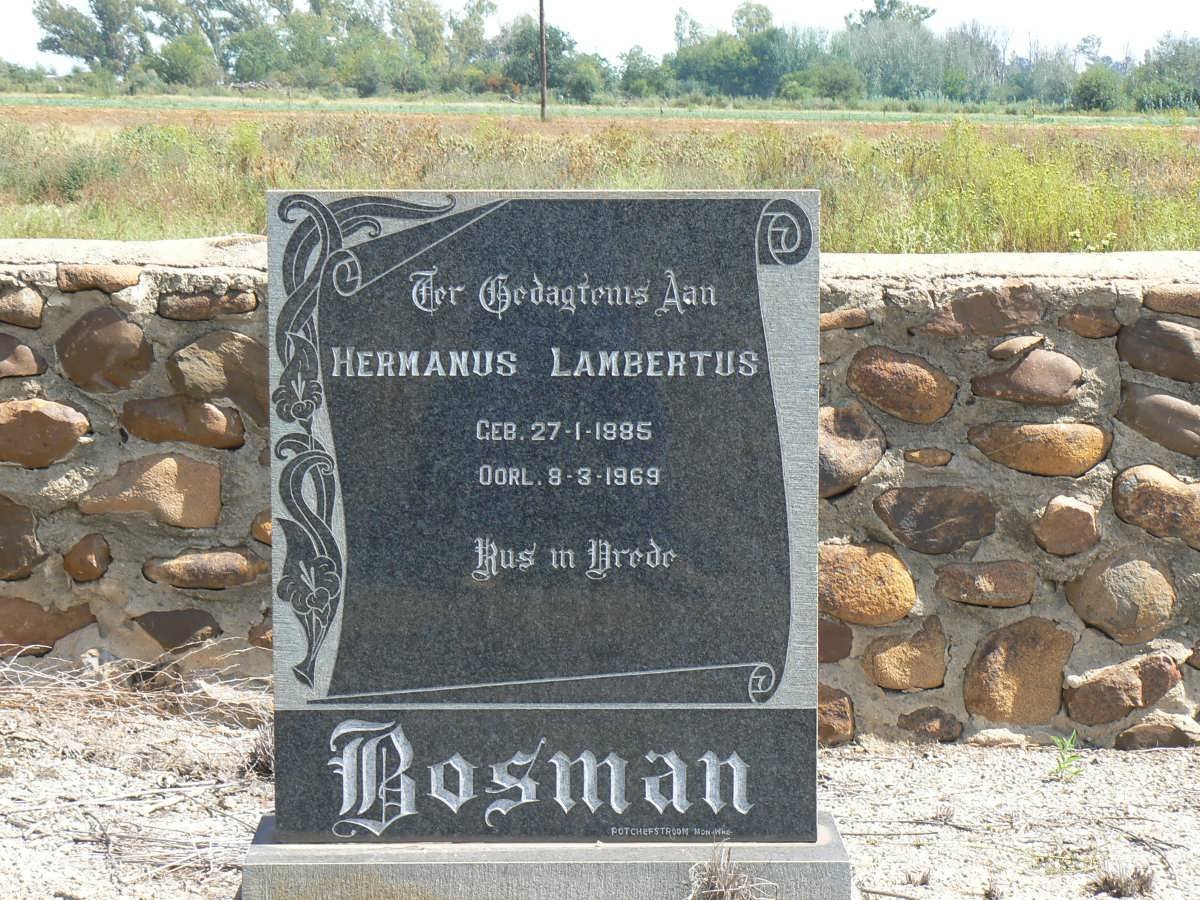 Ter Gedagtenis Aan
HERMANUS LAMBERTUS
GEB. 27-1-1885
OORL. 8-3-1969
Rus in Vrede
Bosman
POTCHEFSTROOM MON. WKE.